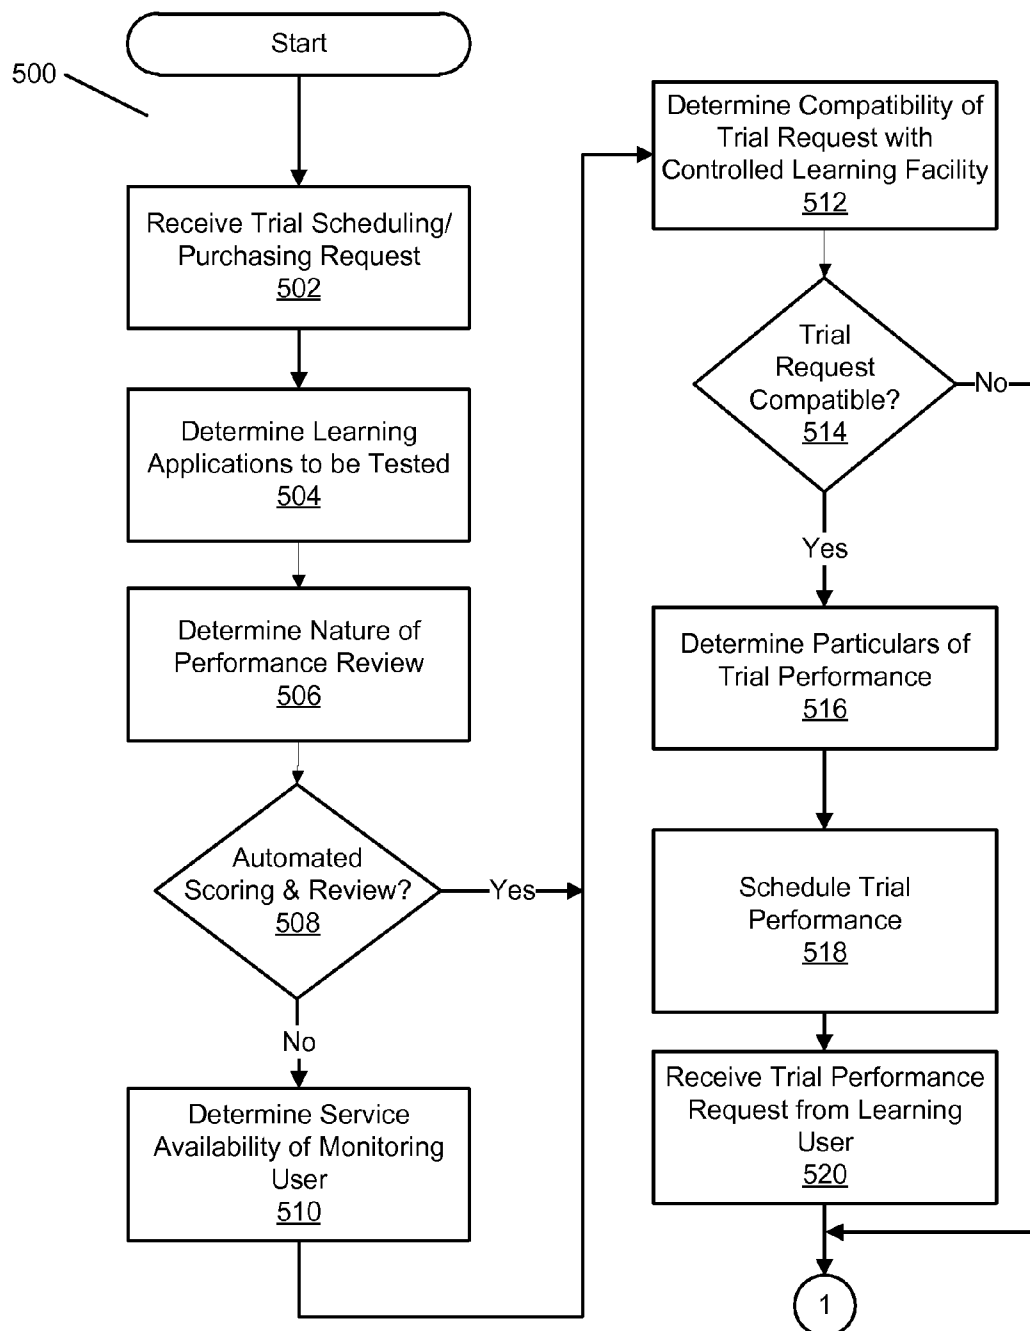 Start
500
Receive Trial Scheduling/
Purchasing Request
502
Determine Learning
Applications to be Tested
504
Determine Nature of
Performance Review
506
Automated
Scoring & Review?
508
Yes
No
Determine Service
Availability of Monitoring
User
510
Determine Compatibility of
Trial Request with
Controlled Learning Facility
512
Trial
Request
Compatible?
514
No
Yes
Determine Particulars of
Trial Performance
516
Schedule Trial
Performance
518
Receive Trial Performance
Request from Learning
User
520
1